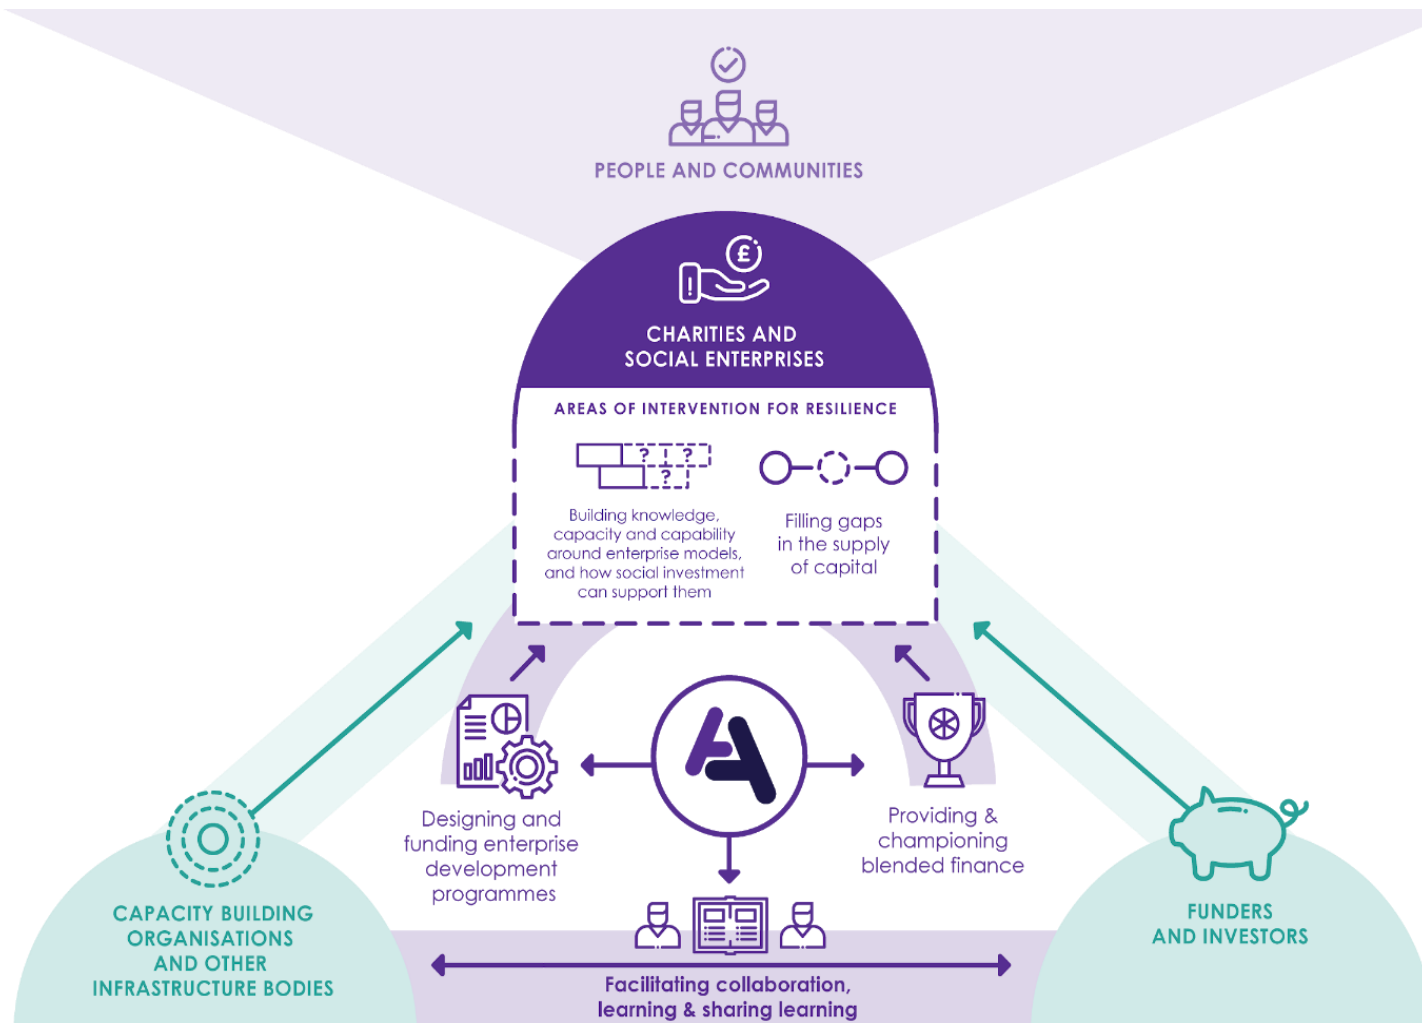 PEOPLE AND COMMUNITIES
£
CHARITIES AND
SOCIAL ENTERPRISES
AREAS OF INTERVENTION FOR RESILIENCE
? ?
?
Building knowledge,
capacity and capability
around enterprise models,
and how social investment
can support them
Filling gaps
in the supply
of capital
Designing and
funding enterprise
development
programmes
Providing &
championing
blended finance
CAPACITY BUILDING
ORGANISATIONS
AND OTHER
INFRASTRUCTURE BODIES
FUNDERS
AND INVESTORS
Facilitating collaboration,
learning & sharing learning